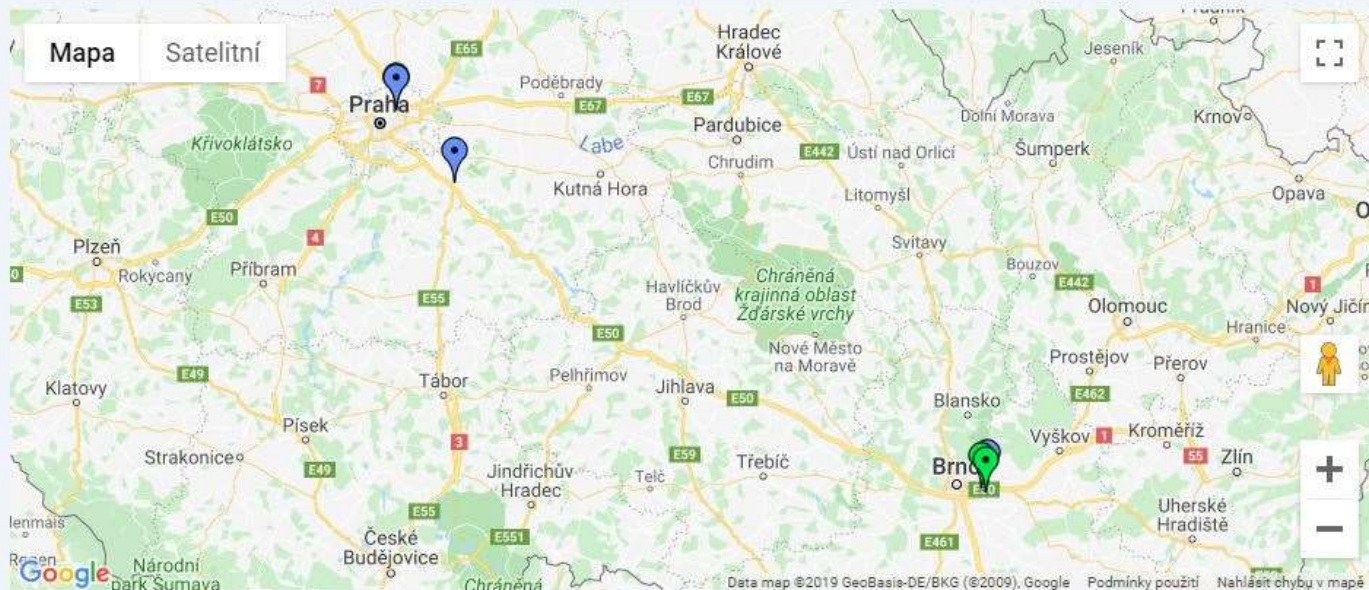 Prudník
Hradec
Králové
Jeseník
Mapa
Satelitní
E65
7
Poděbrady
E67
E67
Praha
Dolní Morava
Krnov
Pardubice
Křivoklátsko
Labe
Chrudim
E442
Ústí nad Orlicí
Šumperk
Kutná Hora
Litomyšl
Opava
E50
4
Svitavy
Plzeň
Rokycany
Příbram
Bouzov
Chráněná
krajinná oblast
Žďárské vrchy
E442
1
E53
E55
Havlíčkův
Brod
Olomouc
Nový Jičín
Hranice
E50
Nové Město
na Moravě
Prostějov
Přerov
E49
Klatovy
Tábor
Pelhřimov
Jihlava
E50
E462
Blansko
Písek
Vyškov
1
Kroměříž
3
Strakonice
E49
Jindřichův
Hradec
Telč
E59
Třebíč
Brno
E50
55
Zlín
E55
Uherské
Hradiště
České
Budějovice
E551
E461
Národní
park Šumava
Chráněná
Google
Data map ©2019 GeoBasis-DE/BKG (©2009), Google
Podmínky použití
Nahlásit chybu v mapě